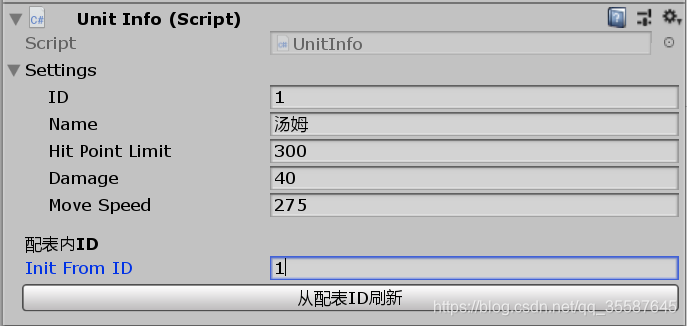 Unit Info (Script)
Script UnitInfo
Settings
ID 1
Name 汤姆
Hit Point Limit 300
Damage 40
Move Speed 275
配表内ID
Init From ID 1
从配表ID刷新
https://blog.csdn.net/qq_35587645